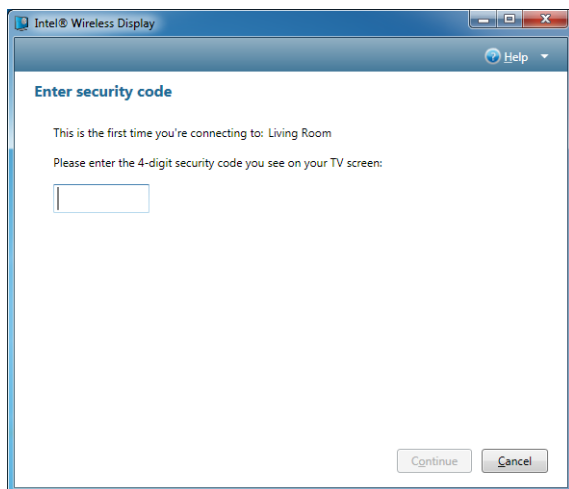 Intel® Wireless Display
Help
Enter security code
This is the first time you're connecting to: Living Room
Please enter the 4-digit security code you see on your TV screen:
Continue Cancel